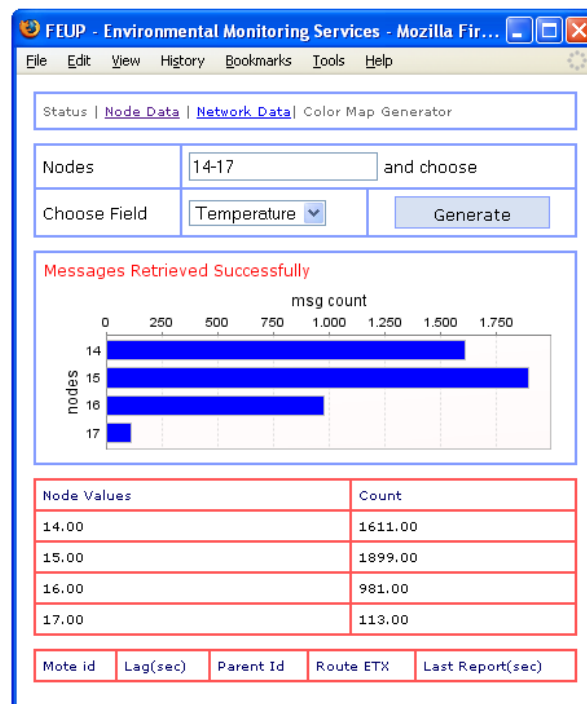 FEUP - Environmental Monitoring Services - Mozilla Fir...
File Edit View History Bookmarks Tools Help
Status | Node Data | Network Data| Color Map Generator
Nodes 14-17 and choose
Choose Field Temperature Generate
Messages Retrieved Successfully
msg count
0 250 500 750 1.000 1.250 1.500 1.750
nodes
14
15
16
17
Node Values Count
14.00 1611.00
15.00 1899.00
16.00 981.00
17.00 113.00
Mote id Lag(sec) Parent Id Route ETX Last Report(sec)